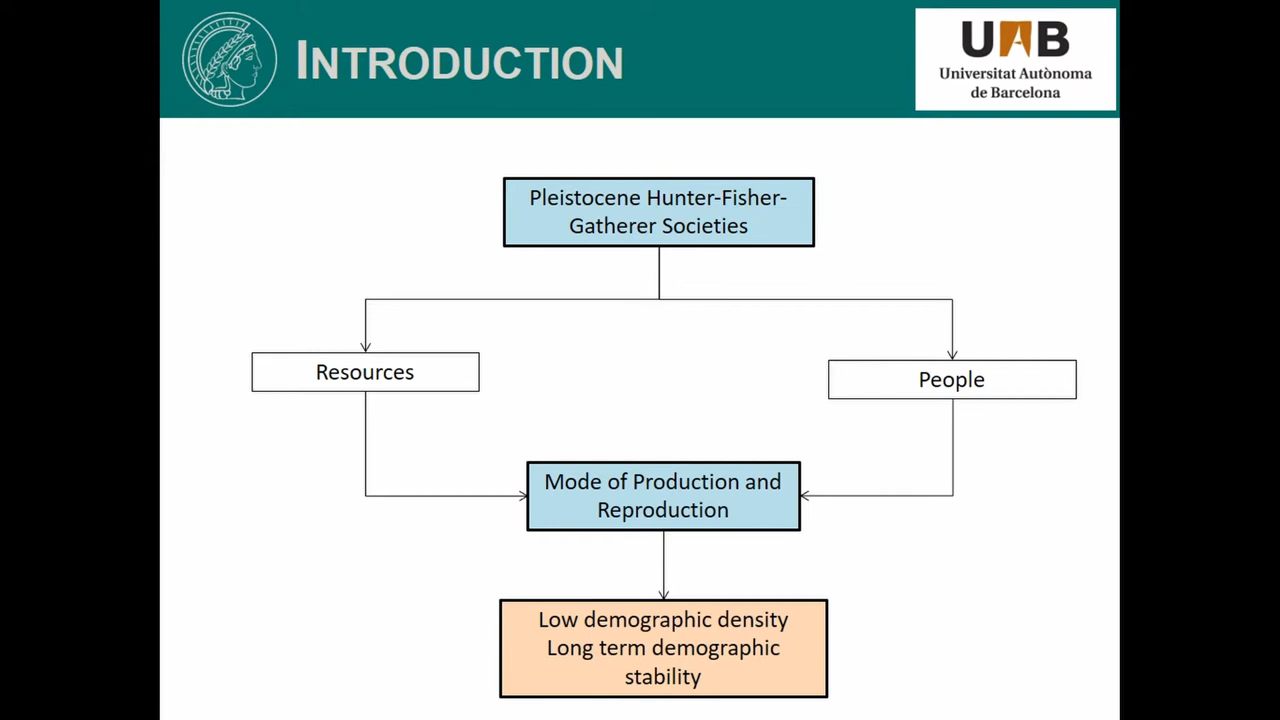 INTRODUCTION
UAB
Universitat Autònoma
de Barcelona
Pleistocene Hunter-Fisher-
Gatherer Societies
Resources
People
Mode of Production and
Reproduction
Low demographic density
Long term demographic
stability